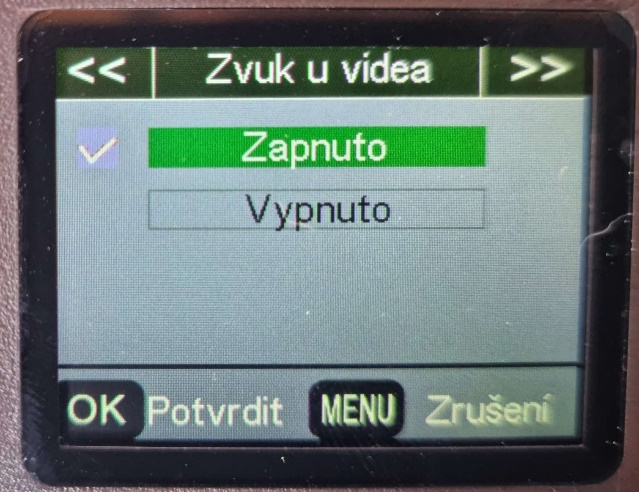 << Zvuk u videa >>
Zapnuto
Vypnuto
OK Potvrdit MENU Zrušení